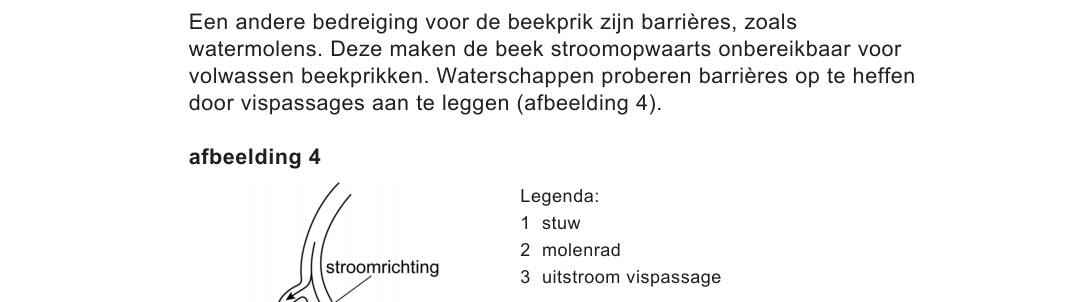 Een andere bedreiging voor de beekprik zijn barrières, zoals
watermolens. Deze maken de beek stroomopwaarts onbereikbaar voor
volwassen beekprikken. Waterschappen proberen barrières op te heffen
door vispassages aan te leggen (afbeelding 4).
afbeelding 4
stroomrichting
Legenda:
1 stuw
2 molenrad
3 uitstroom vispassage